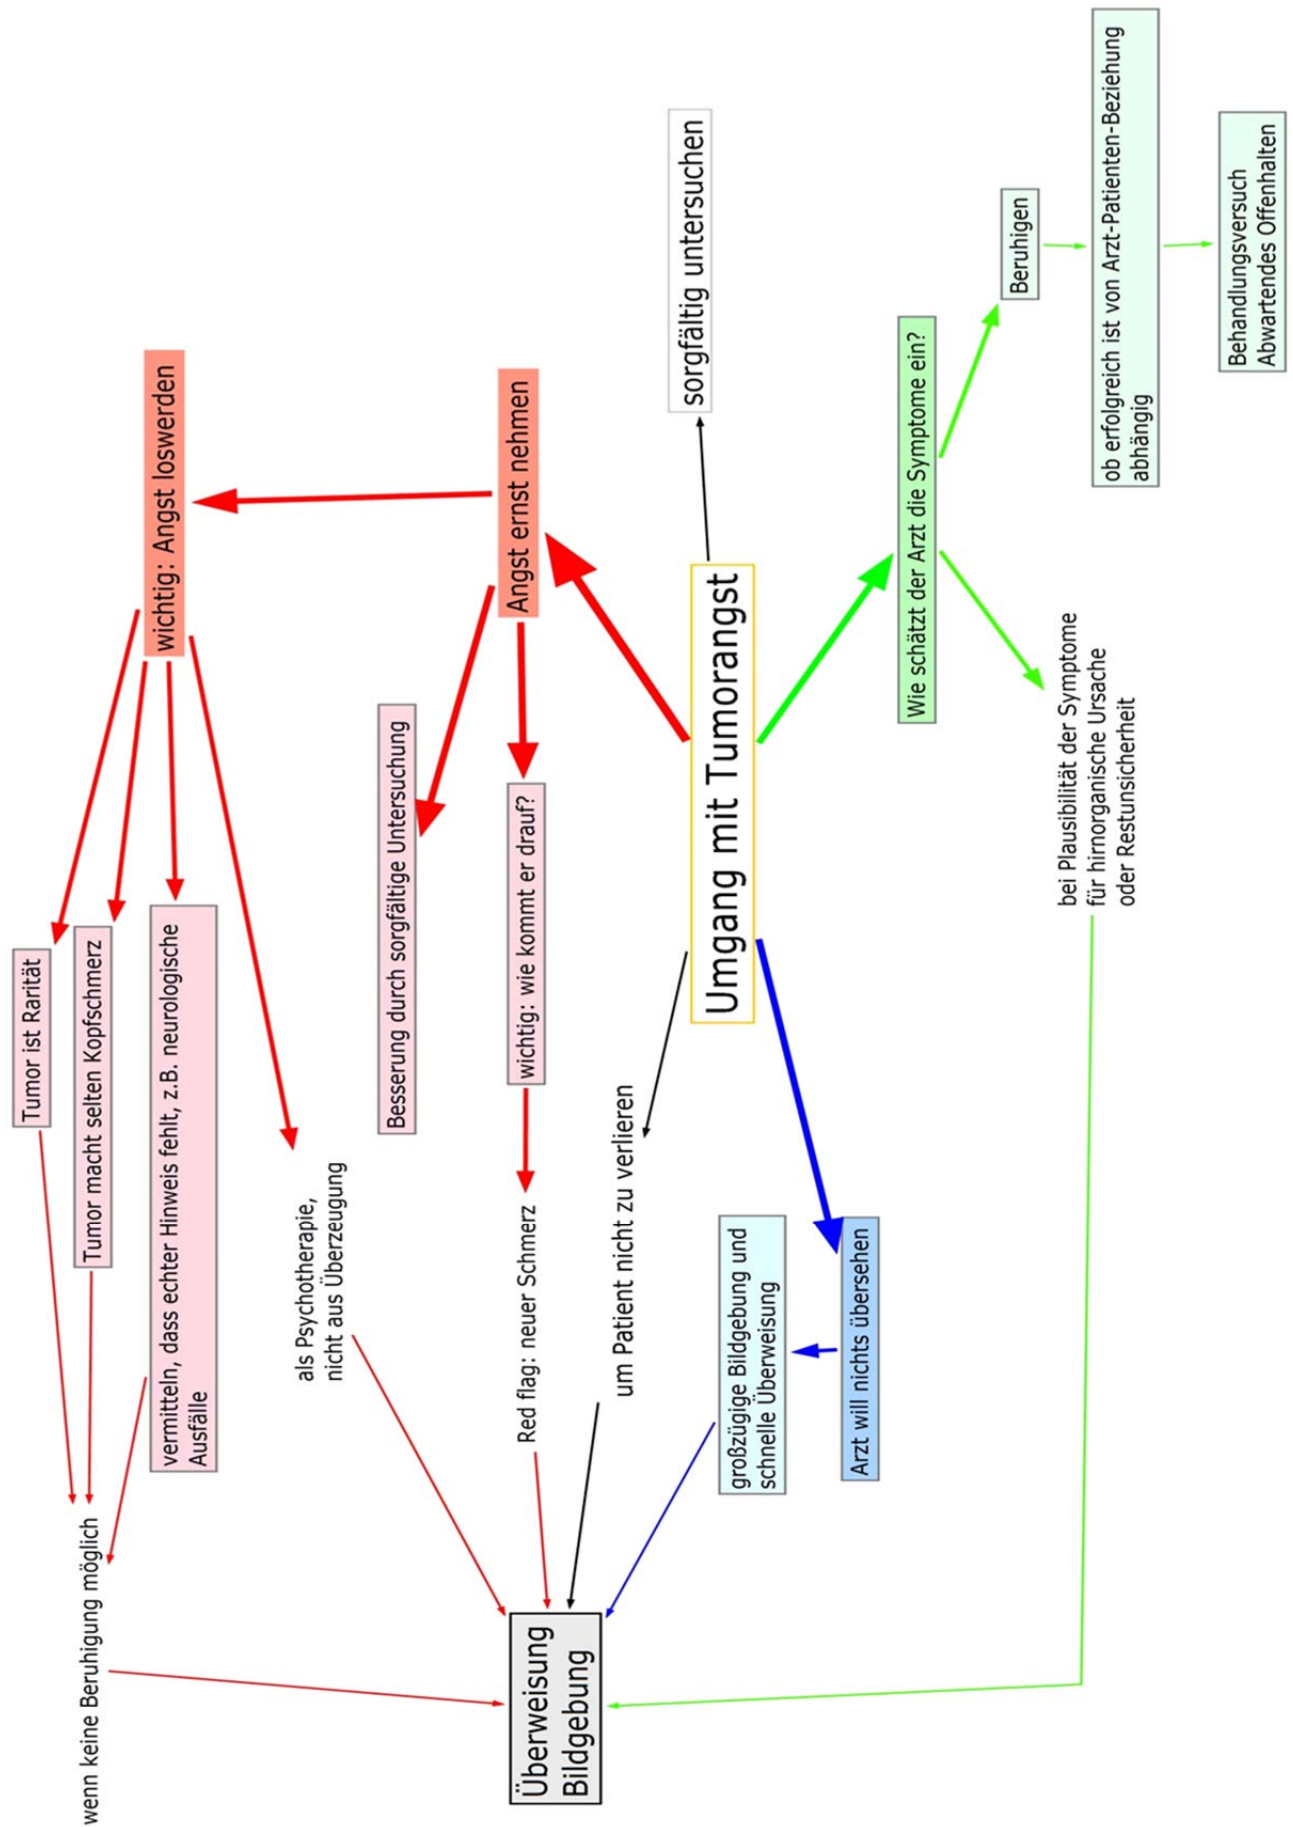 Tumor ist Rarität
wichtig: Angst loswerden
Tumor macht selten Kopfschmerz
vermitteln, dass echter Hinweis fehlt, z.B. neurologische
Ausfälle
wenn keine Beruhigung möglich
als Psychotherapie,
nicht aus Überzeugung
Besserung durch sorgfältige Untersuchung
Angst ernst nehmen
wichtig: wie kommt er drauf?
Red flag: neuer Schmerz
Überweisung
Bildgebung
um Patient nicht zu verlieren
sorgfältig untersuchen
Umgang mit Tumorangst
großzügige Bildgebung und
schnelle Überweisung
Arzt will nichts übersehen
Wie schätzt der Arzt die Symptome ein?
Beruhigen
bei Plausibilität der Symptome
für hirnorganische Ursache
oder Restunsicherheit
ob erfolgreich ist von Arzt-Patienten-Beziehung
abhängig
Behandlungsversuch
Abwartendes Offenhalten